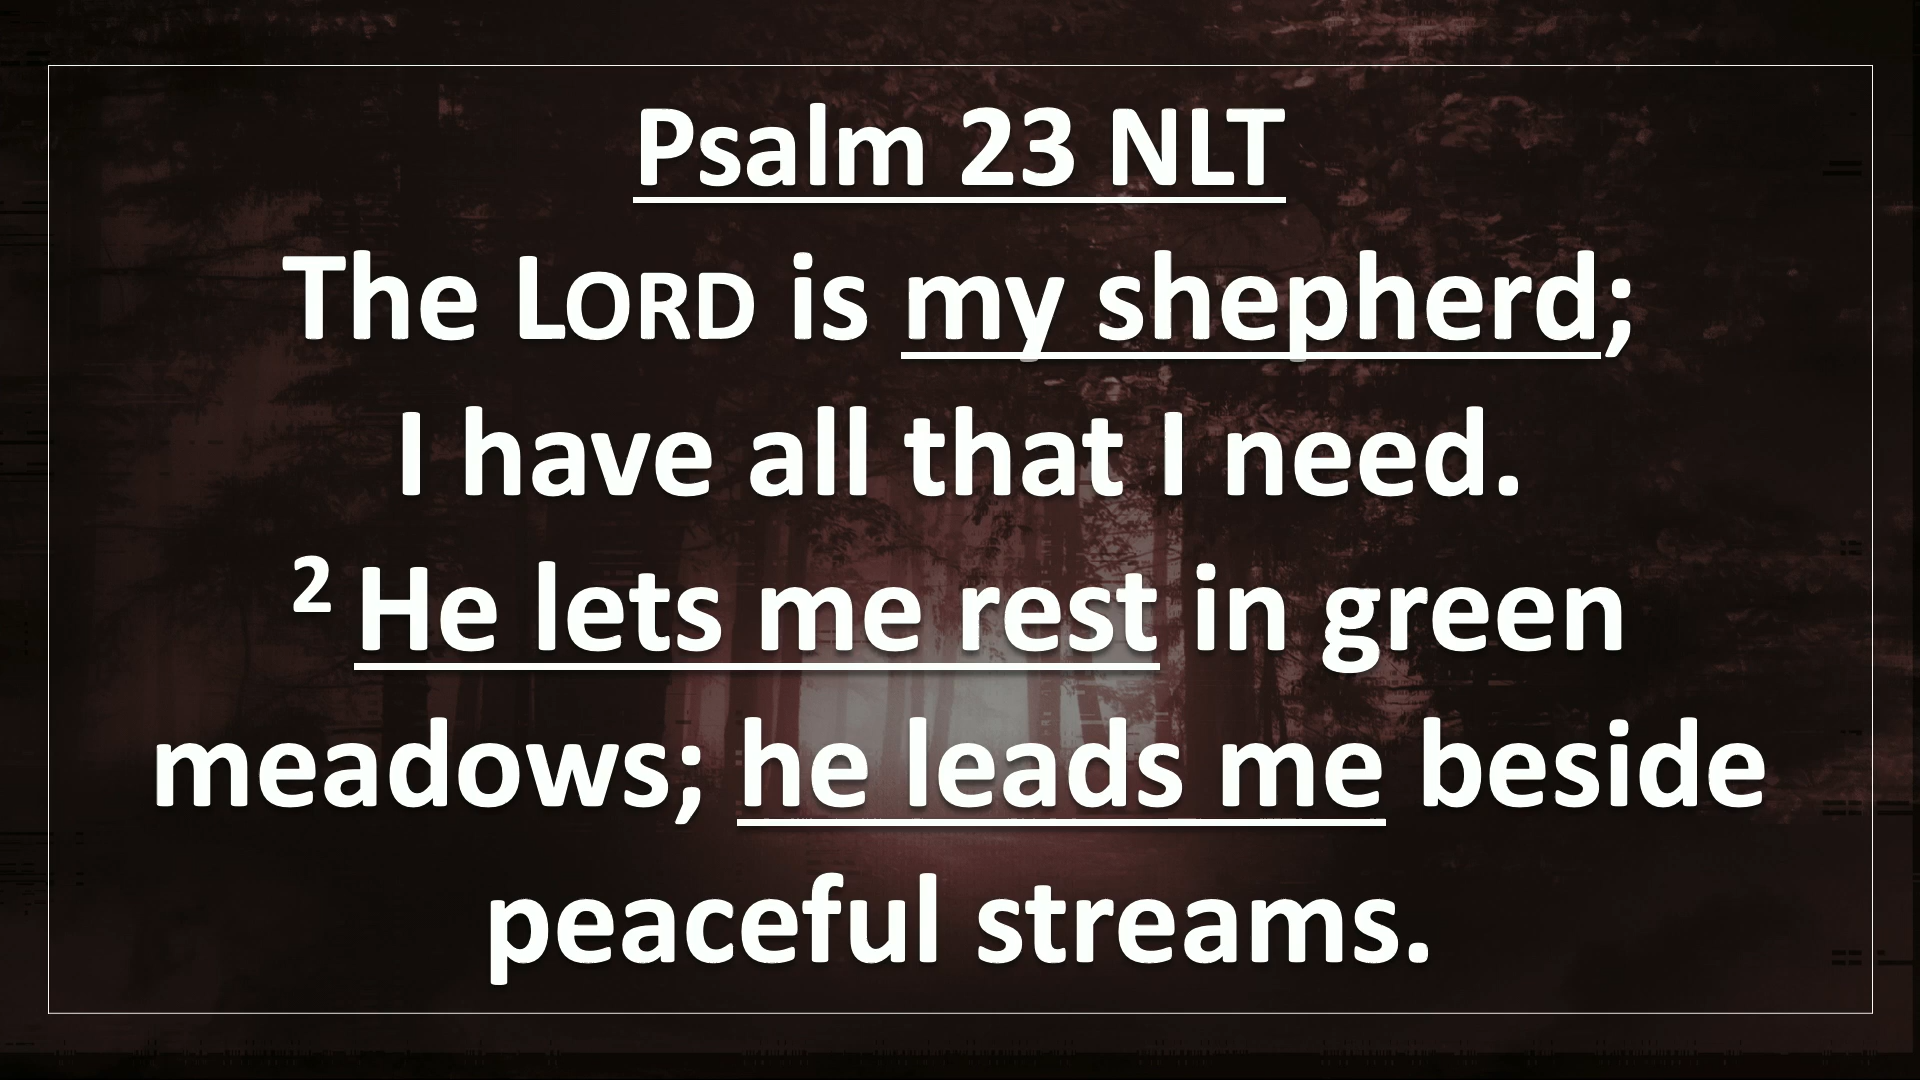 Psalm 23 NLT
The LORD is my shepherd;
I have all that I need.
2 He lets me rest in green
meadows; he leads me beside
peaceful streams.